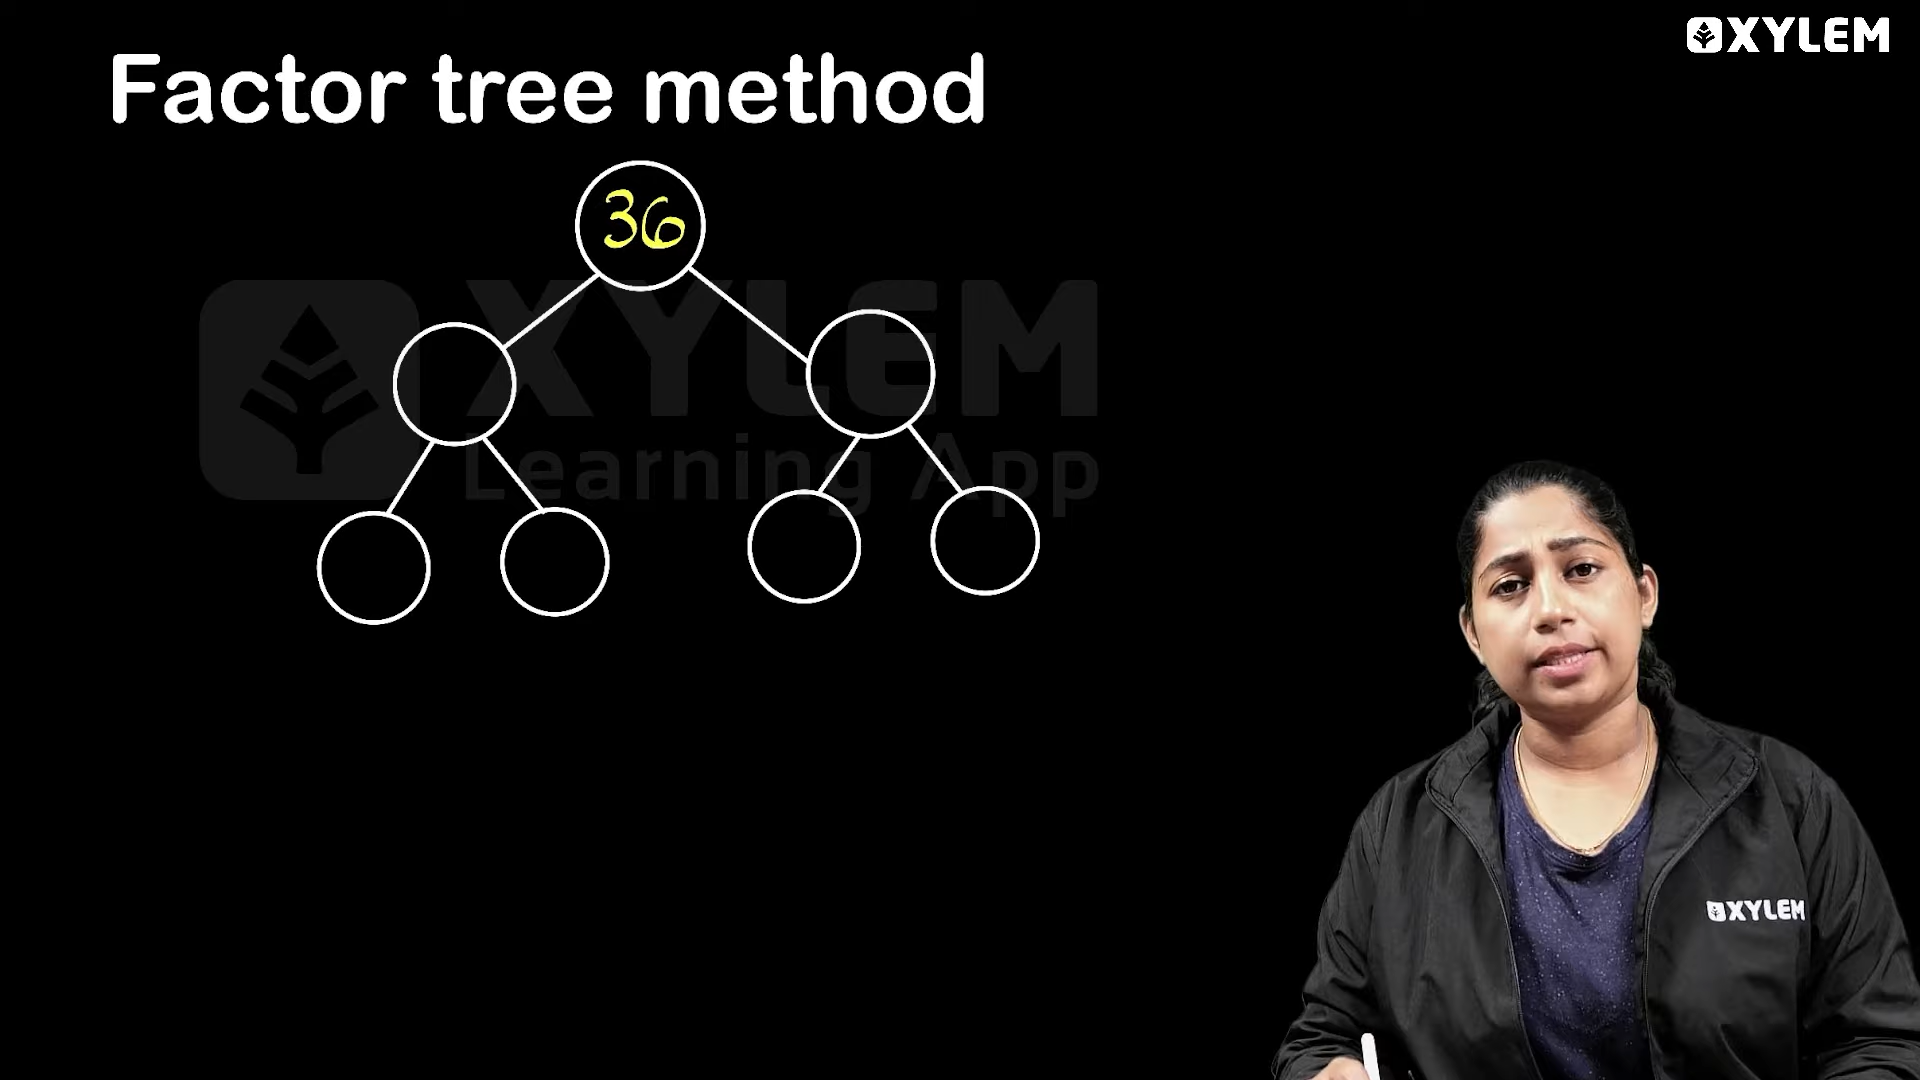 XYLEM
Factor tree method
36
XYLEM
Learning App
XYLEM